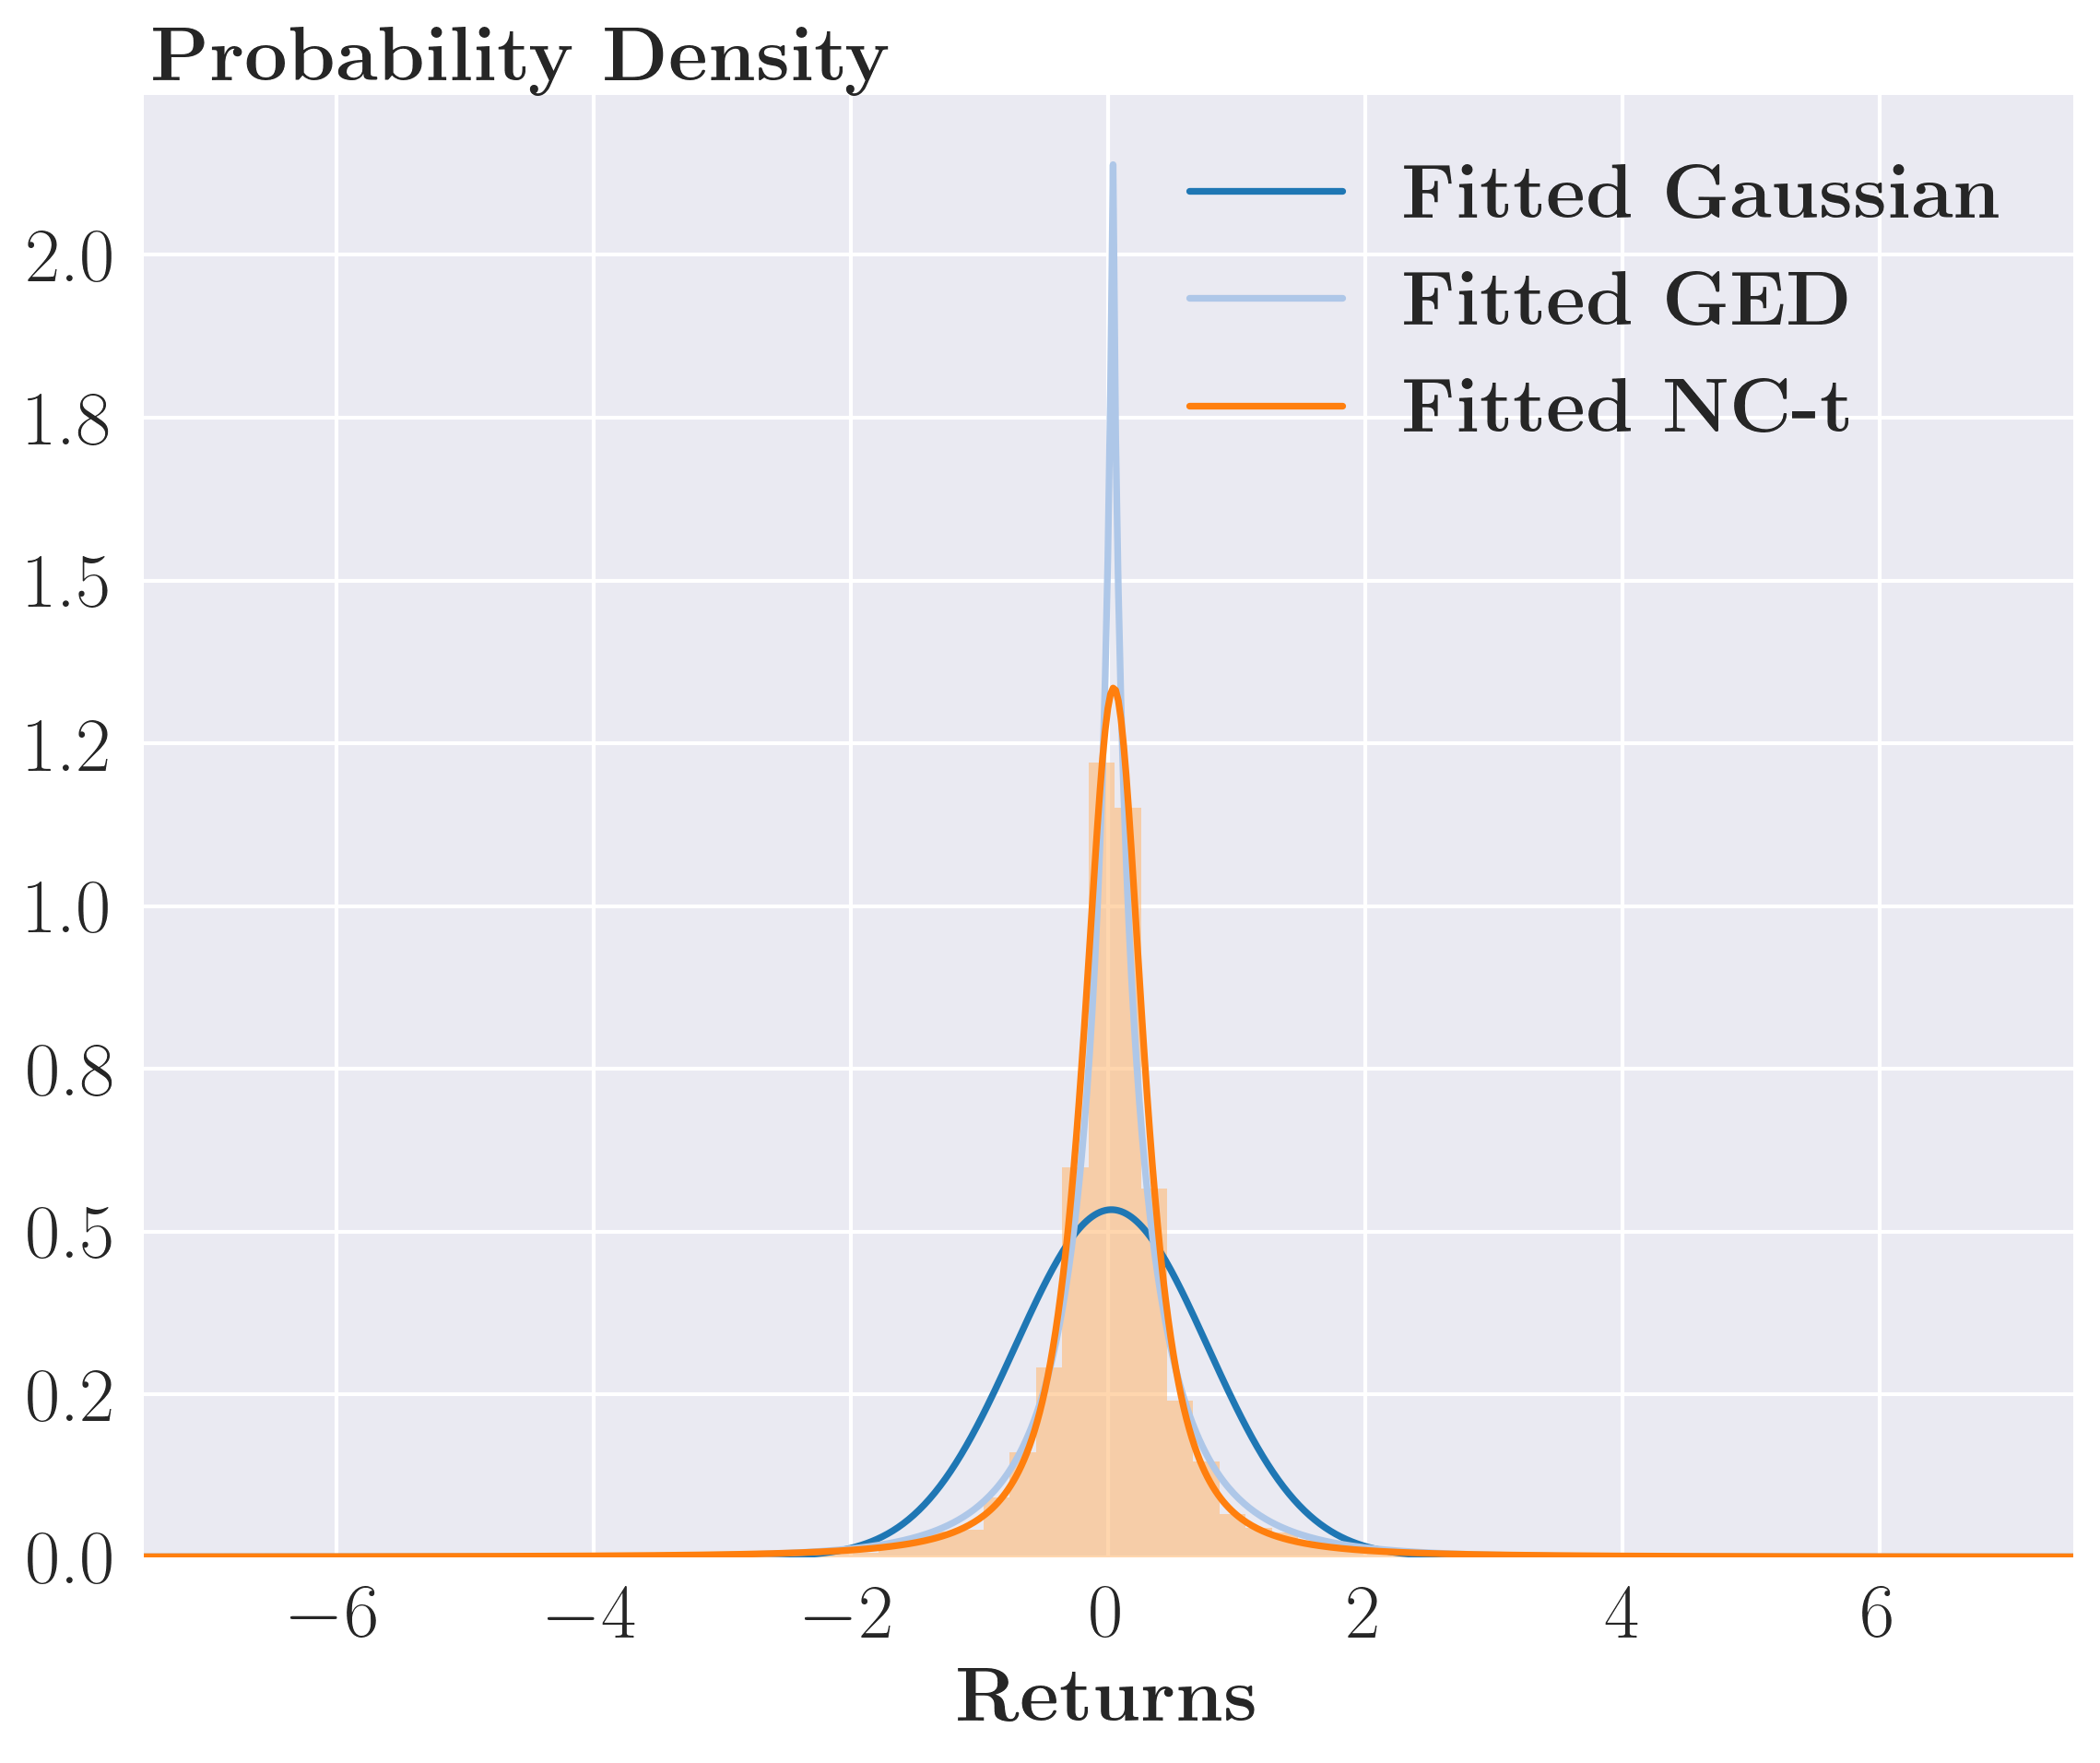 Probability Density
Fitted Gaussian
Fitted GED
Fitted NC-t
2.0
1.8
1.5
1.2
1.0
0.8
0.5
0.2
0.0
−6 −4 −2 0 2 4 6
Returns